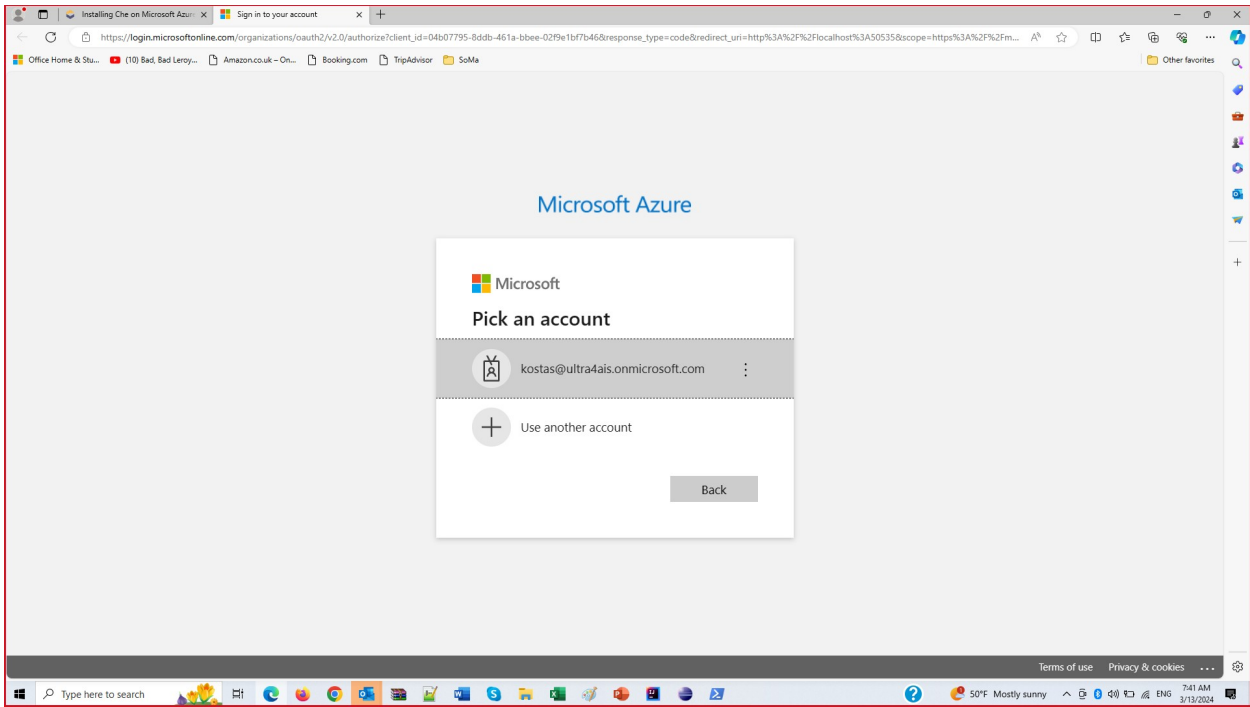 Installing Che on Microsoft Azure
Sign in to your account
https://login.microsoftonline.com/organizations/oauth2/v2.0/authorize?client_id=04b07795-8ddb-461a-bbee-02f9e1bf7b46&response_type=code&redirect_uri=http%3A%2F%2Flocalhost%3A50535&scope=https%3A%2F%2Fm...
Office Home & Stu...
(10) Bad, Bad Leroy...
Amazon.co.uk – On...
Booking.com
TripAdvisor
SoMa
Other favorites
Microsoft Azure
Microsoft
Pick an account
kostas@ultra4ais.onmicrosoft.com
Use another account
Back
Terms of use Privacy & cookies ...
Type here to search
50°F Mostly sunny
ENG
7:41 AM
3/13/2024